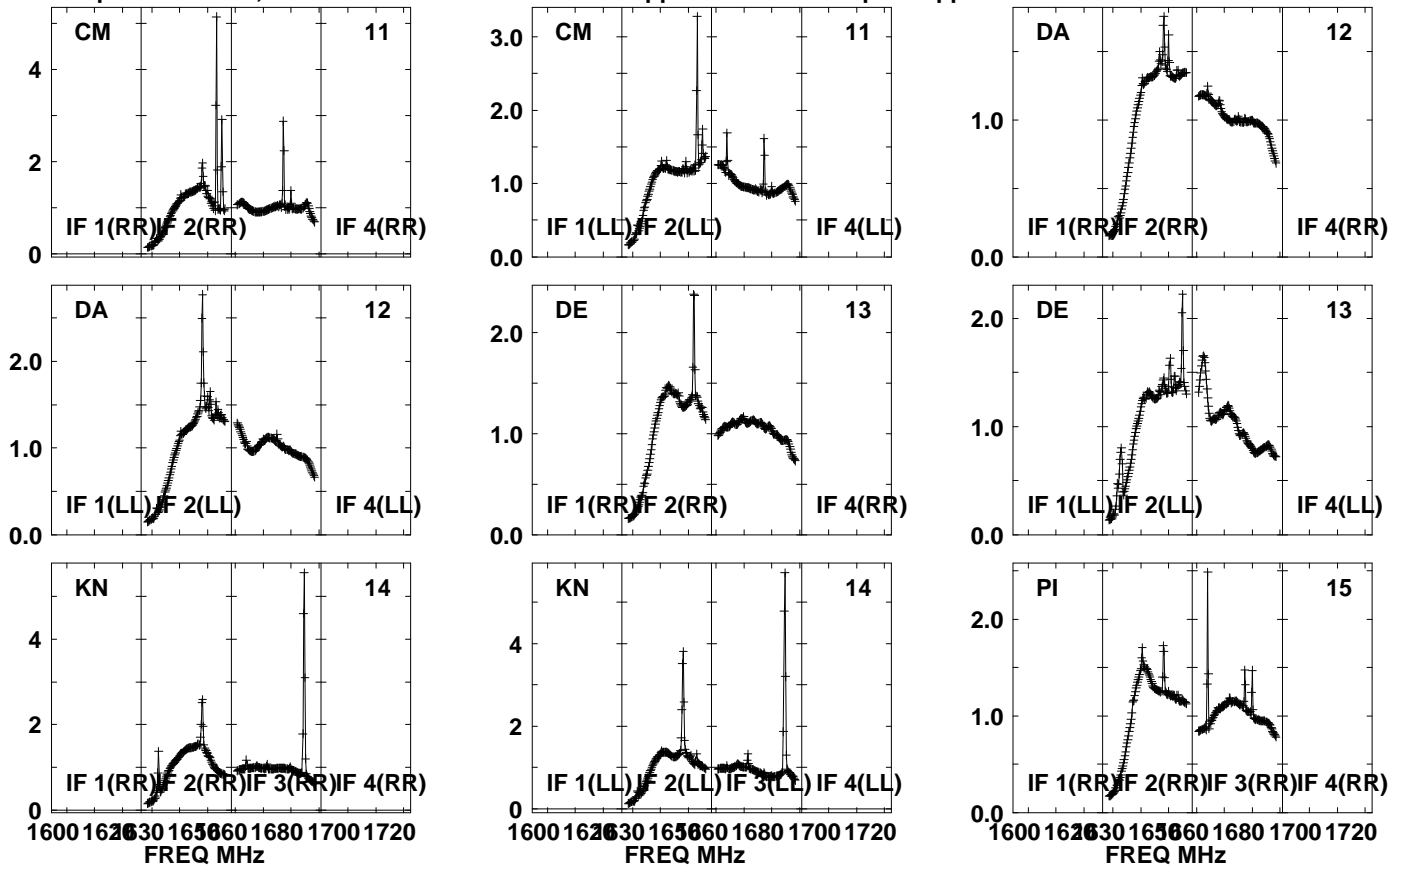 CM 11 CM 11 DA 12
4 3.0
2 2.0 1.0
0 1.0
IF 1(RR) IF 2(RR) IF 4(RR) IF 1(LL) IF 2(LL) IF 4(LL) IF 1(RR) IF 2(RR) IF 4(RR)
0.0 0.0
DA 12 DE 13 DE 13
2.0 2.0 2.0
1.0 1.0 1.0
IF 1(LL) IF 2(LL) IF 4(LL) IF 1(RR) IF 2(RR) IF 4(RR) IF 1(LL) IF 2(LL) IF 4(LL)
0.0 0.0 0.0
KN 14 KN 14 PI 15
4 4 2.0
2 2 1.0
IF 1(RR) IF 2(RR) IF 3(RR) IF 4(RR) IF 1(LL) IF 2(LL) IF 3(LL) IF 4(LL) IF 1(RR) IF 2(RR) IF 3(RR) IF 4(RR)
0 0 0.0
1600 1620 1630 1650 1660 1680 1700 1720 1600 1620 1630 1650 1660 1680 1700 1720 1600 1620 1630 1650 1660 1680 1700 1720
FREQ MHz FREQ MHz